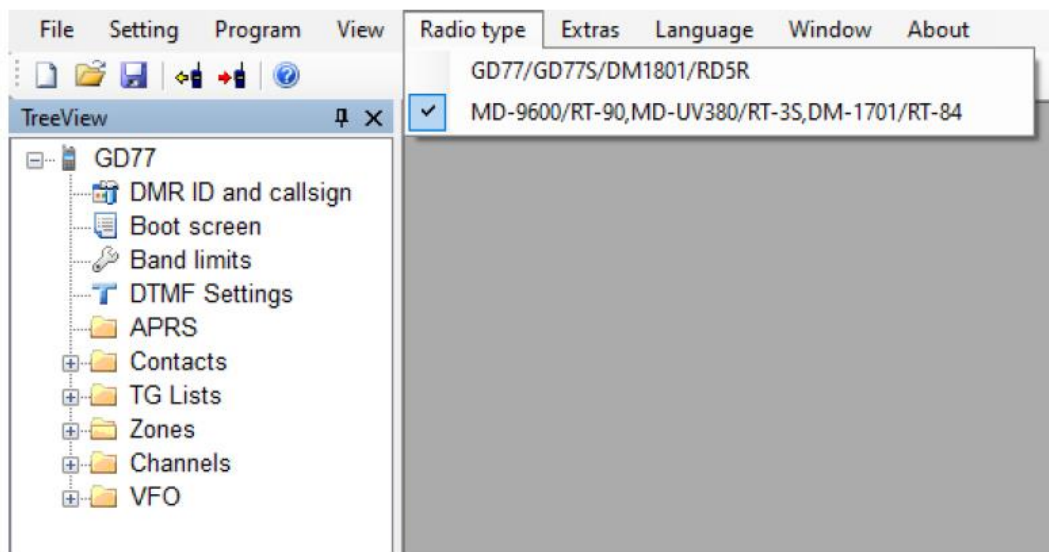 File Setting Program View Radio type Extras Language Window About
GD77/GD77S/DM1801/RD5R
MD-9600/RT-90,MD-UV380/RT-3S,DM-1701/RT-84
TreeView
GD77
DMR ID and callsign
Boot screen
Band limits
DTMF Settings
APRS
Contacts
TG Lists
Zones
Channels
VFO